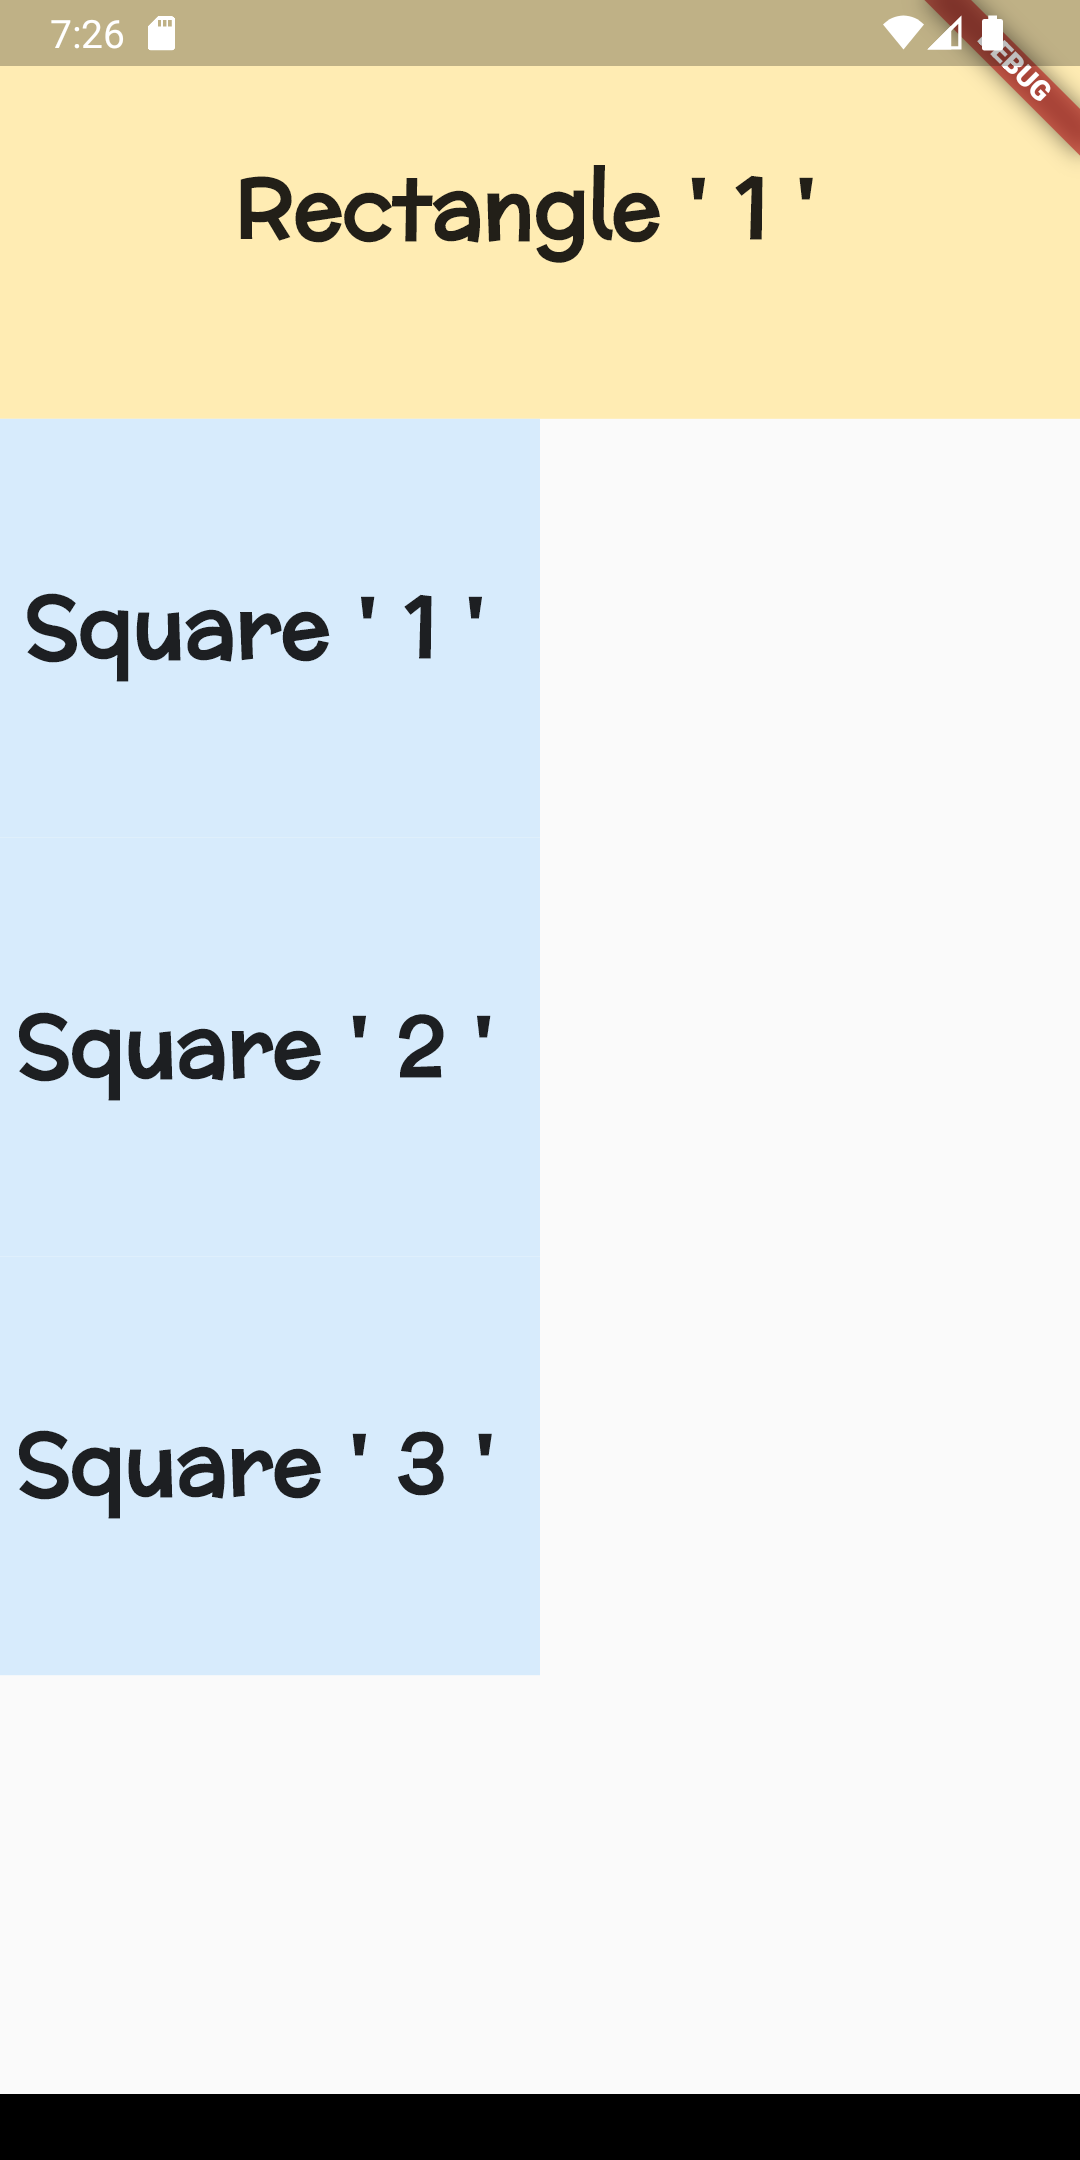 7:26
DEBUG
Rectangle ' 1 '
Square ' 1 '
Square ' 2 '
Square ' 3 '